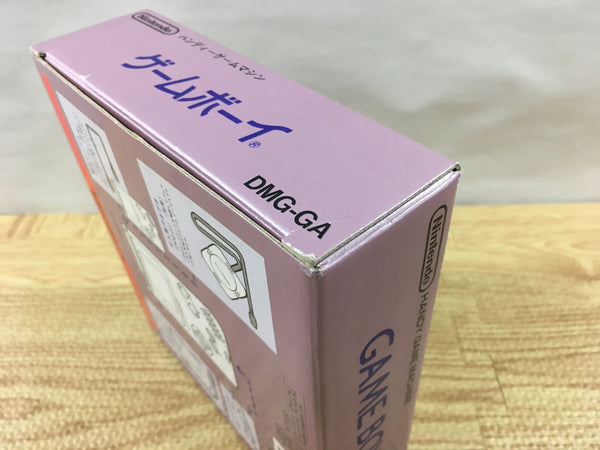 Nintendo
ハンディーゲームマシン
ゲームボーイ®
DMG-GA
Nintendo
HANDY GAME MACHINE
GAME BO